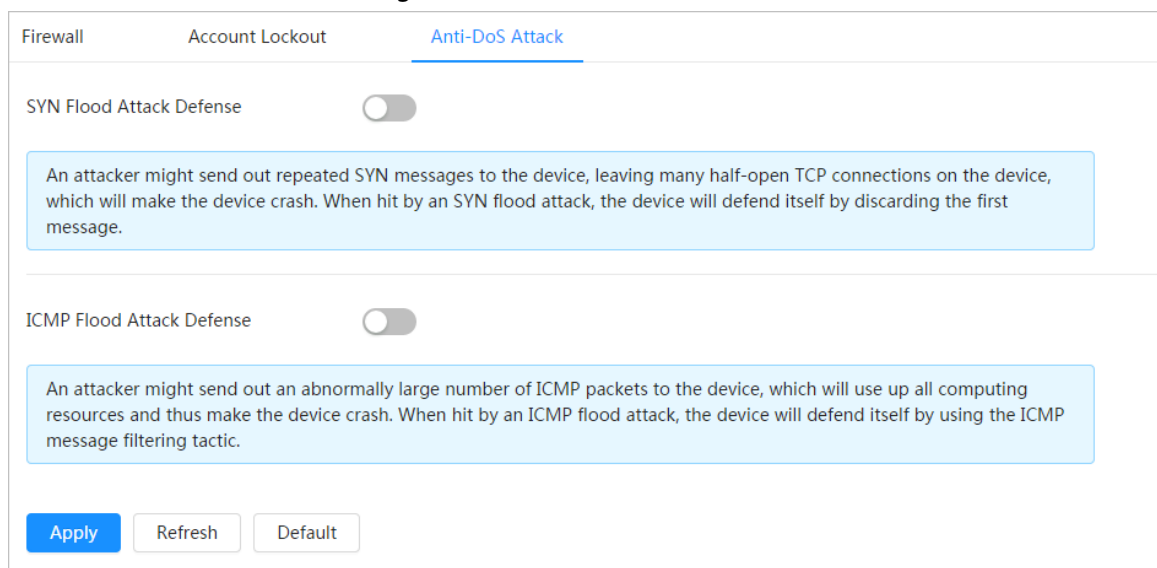 Firewall Account Lockout Anti-DoS Attack
SYN Flood Attack Defense
An attacker might send out repeated SYN messages to the device, leaving many half-open TCP connections on the device,
which will make the device crash. When hit by an SYN flood attack, the device will defend itself by discarding the first
message.
ICMP Flood Attack Defense
An attacker might send out an abnormally large number of ICMP packets to the device, which will use up all computing
resources and thus make the device crash. When hit by an ICMP flood attack, the device will defend itself by using the ICMP
message filtering tactic.
Apply Refresh Default